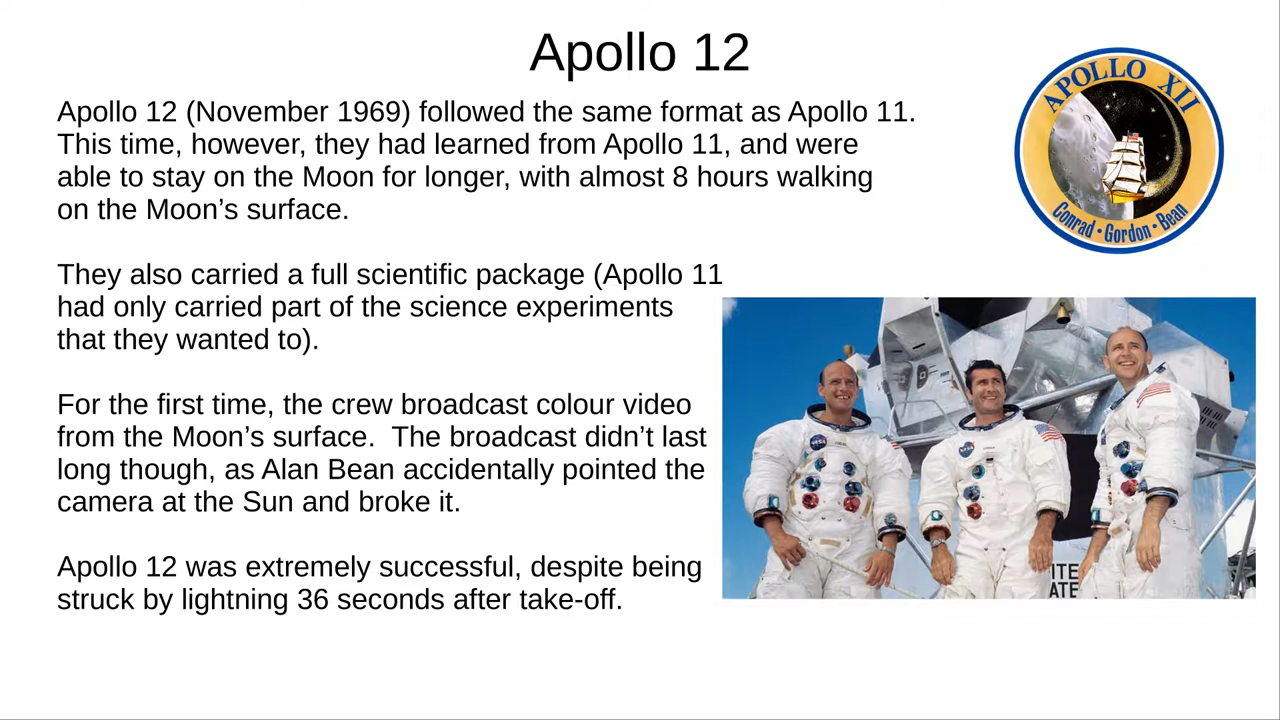 Apollo 12
Apollo 12 (November 1969) followed the same format as Apollo 11.
This time, however, they had learned from Apollo 11, and were
able to stay on the Moon for longer, with almost 8 hours walking
on the Moon’s surface.
They also carried a full scientific package (Apollo 11
had only carried part of the science experiments
that they wanted to).
For the first time, the crew broadcast colour video
from the Moon’s surface.  The broadcast didn’t last
long though, as Alan Bean accidentally pointed the
camera at the Sun and broke it.
Apollo 12 was extremely successful, despite being
struck by lightning 36 seconds after take-off.
APOLLO XII
Conrad • Gordon • Bean
NASA
NASA
ITE
ATE